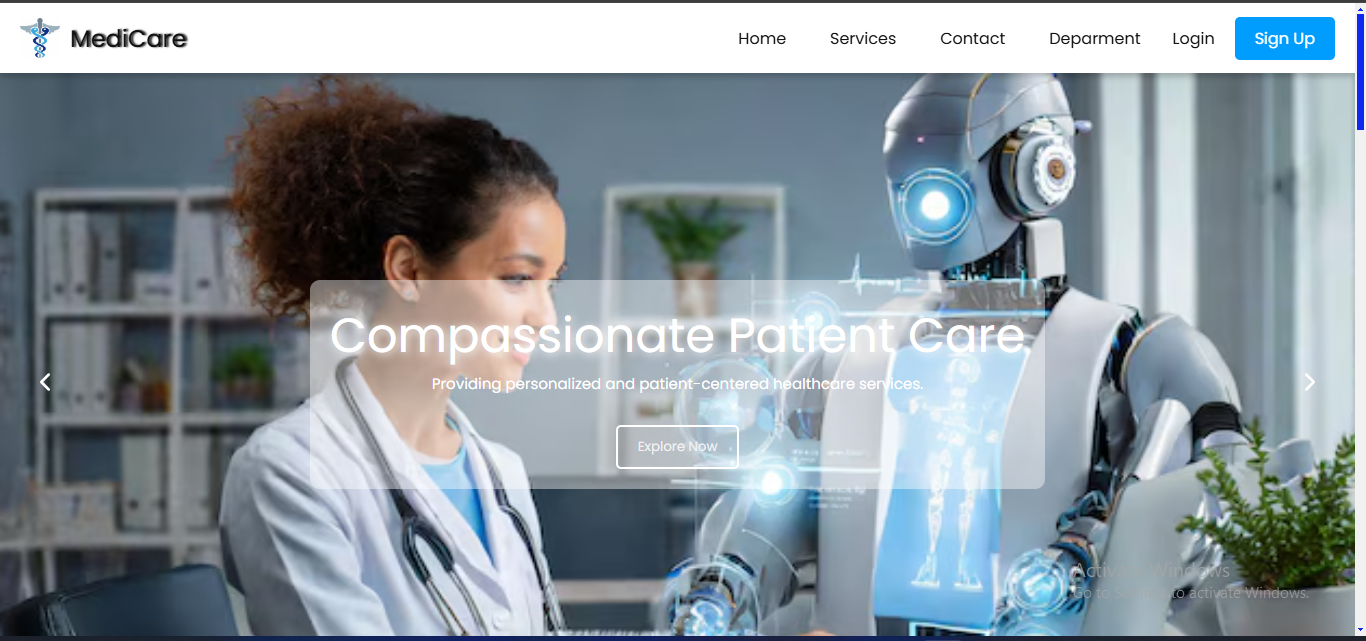 MediCare
Home Services Contact Deparment Login Sign Up
Compassionate Patient Care
Providing personalized and patient-centered healthcare services.
Explore Now
Activate Windows
Go to Settings to activate Windows.